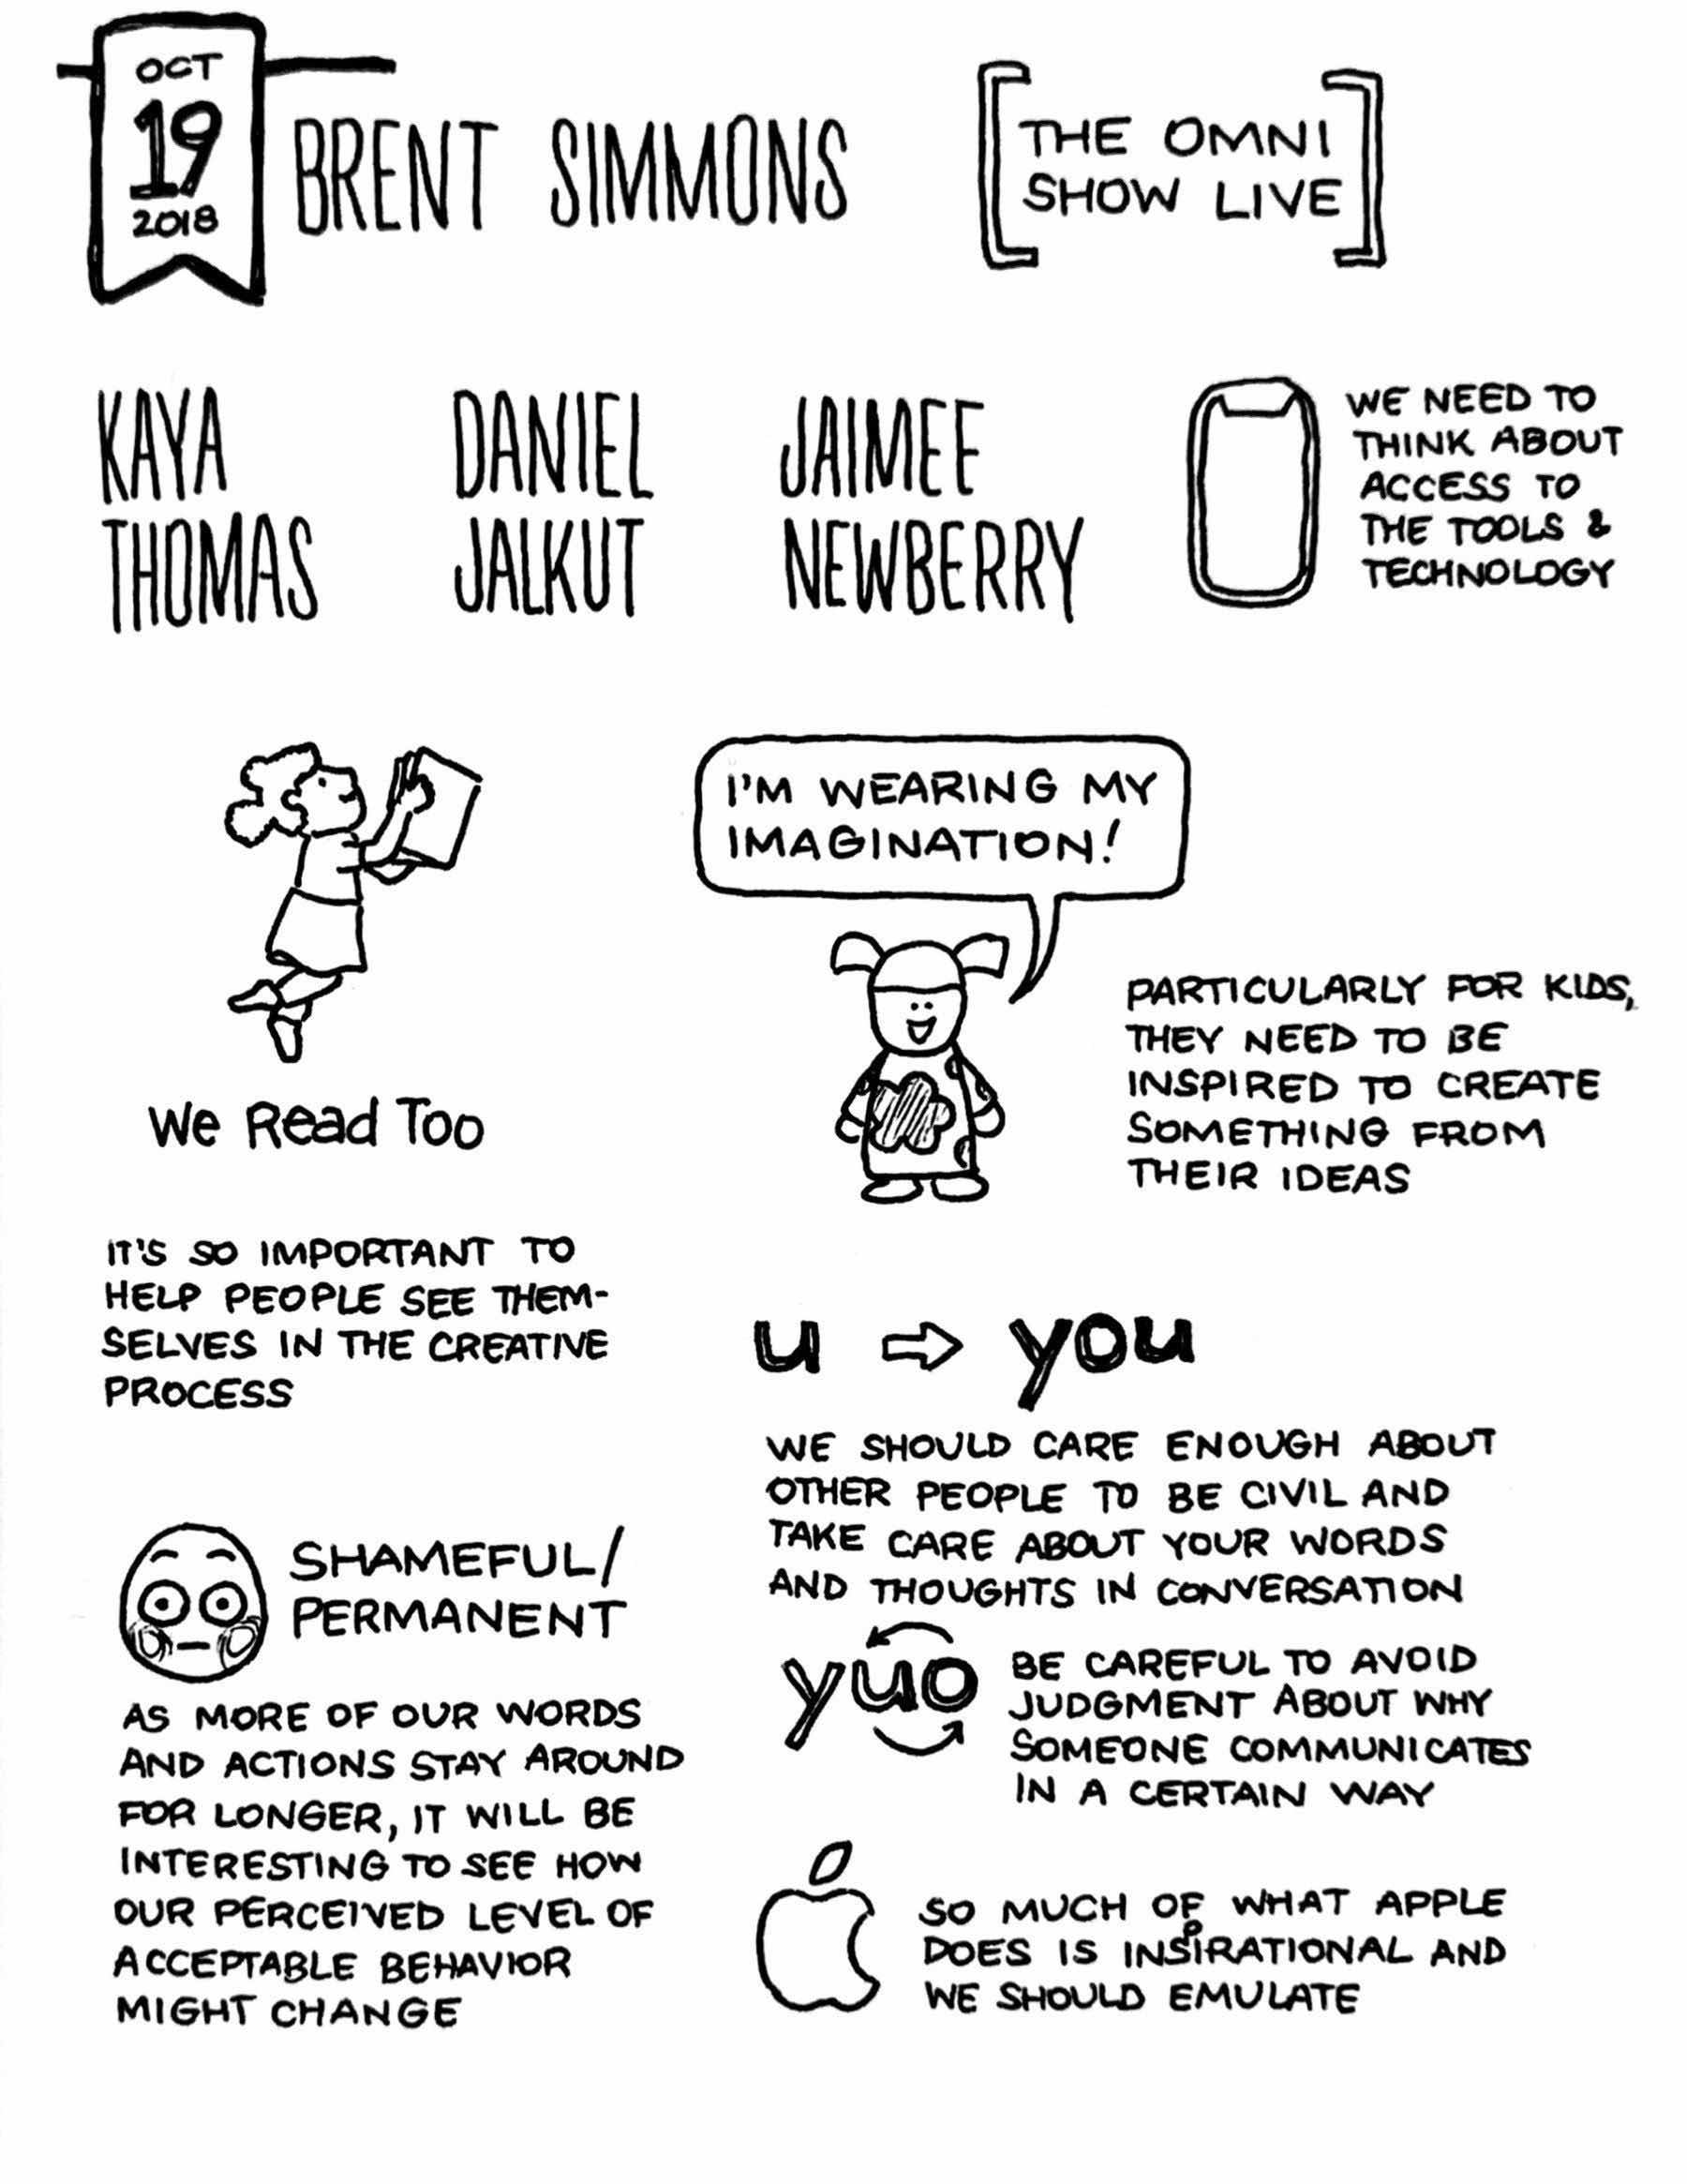 OCT
19
2018
BRENT SIMMONS
THE OMNI
SHOW LIVE
KAYA
THOMAS
DANIEL
JALKUT
JAIMEE
NEWBERRY
WE NEED TO
THINK ABOUT
ACCESS TO
THE TOOLS &
TECHNOLOGY
We Read Too
I'M WEARING MY
IMAGINATION!
PARTICULARLY FOR KIDS,
THEY NEED TO BE
INSPIRED TO CREATE
SOMETHING FROM
THEIR IDEAS
IT'S SO IMPORTANT TO
HELP PEOPLE SEE THEM-
SELVES IN THE CREATIVE
PROCESS
u ⇨ you
WE SHOULD CARE ENOUGH ABOUT
OTHER PEOPLE TO BE CIVIL AND
TAKE CARE ABOUT YOUR WORDS
AND THOUGHTS IN CONVERSATION
SHAMEFUL/
PERMANENT
AS MORE OF OUR WORDS
AND ACTIONS STAY AROUND
FOR LONGER, IT WILL BE
INTERESTING TO SEE HOW
OUR PERCEIVED LEVEL OF
ACCEPTABLE BEHAVIOR
MIGHT CHANGE
yuo
BE CAREFUL TO AVOID
JUDGMENT ABOUT WHY
SOMEONE COMMUNICATES
IN A CERTAIN WAY
SO MUCH OF WHAT APPLE
DOES IS INSPIRATIONAL AND
WE SHOULD EMULATE